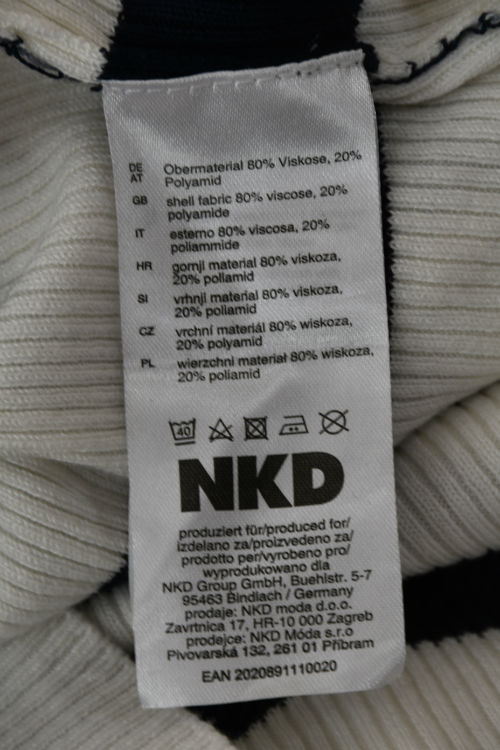 DE AT Obermaterial 80% Viskose, 20%
Polyamid
GB shell fabric 80% viscose, 20%
polyamide
IT esterno 80% viscosa, 20%
poliammide
HR gornji material 80% viskoza,
20% poliamid
SI vrhnji material 80% viskoza,
20% poliamid
CZ vrchní materiál 80% wiskoza,
20% polyamid
PL wierzchni materiał 80% wiskoza,
20% poliamid
40
NKD
produziert für/produced for/
izdelano za/proizvedeno za/
prodotto per/vyrobeno pro/
wyprodukowano dla
NKD Group GmbH, Buehlstr. 5-7
95463 Bindlach / Germany
prodaje: NKD moda d.o.o.
Zavrtnica 17, HR-10 000 Zagreb
prodejce: NKD Móda s.r.o
Pivovarská 132, 261 01 Příbram
EAN 2020891110020